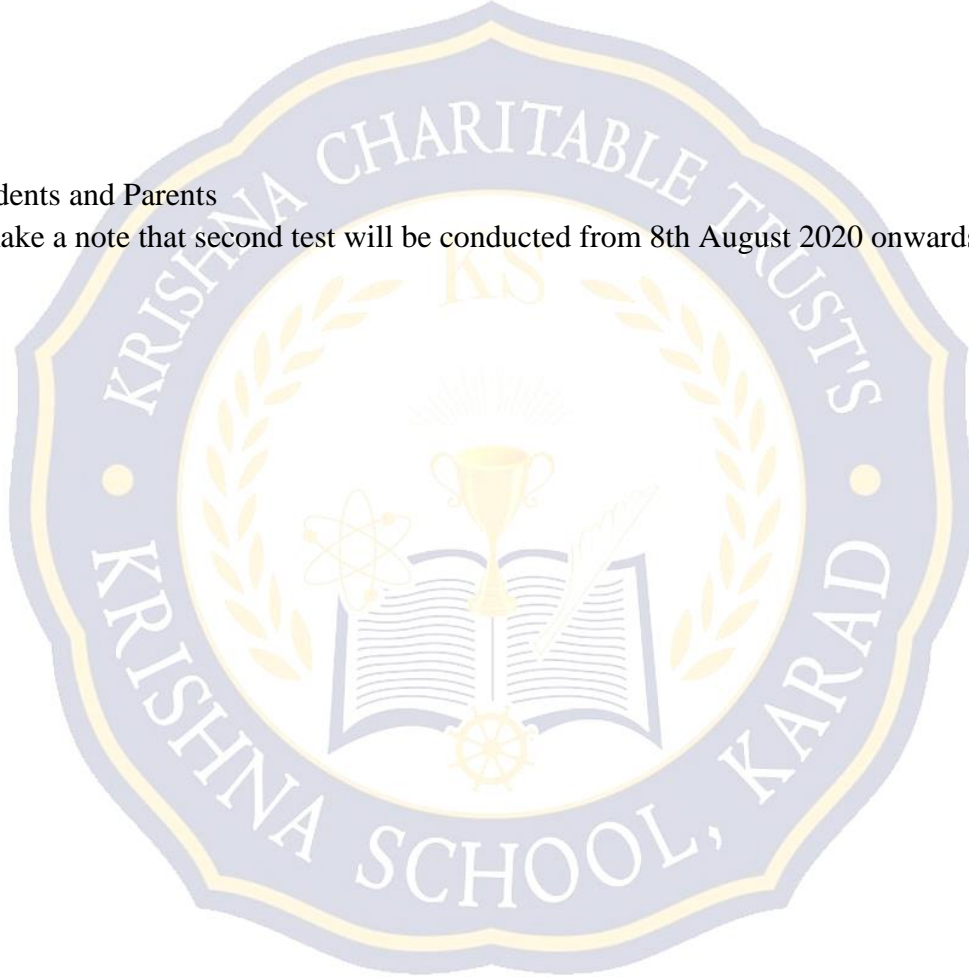 dents and Parents
ake a note that second test will be conducted from 8th August 2020 onwards
KRISHNA CHARITABLE TRUST'S
KS
KRISHNA SCHOOL, KARAD